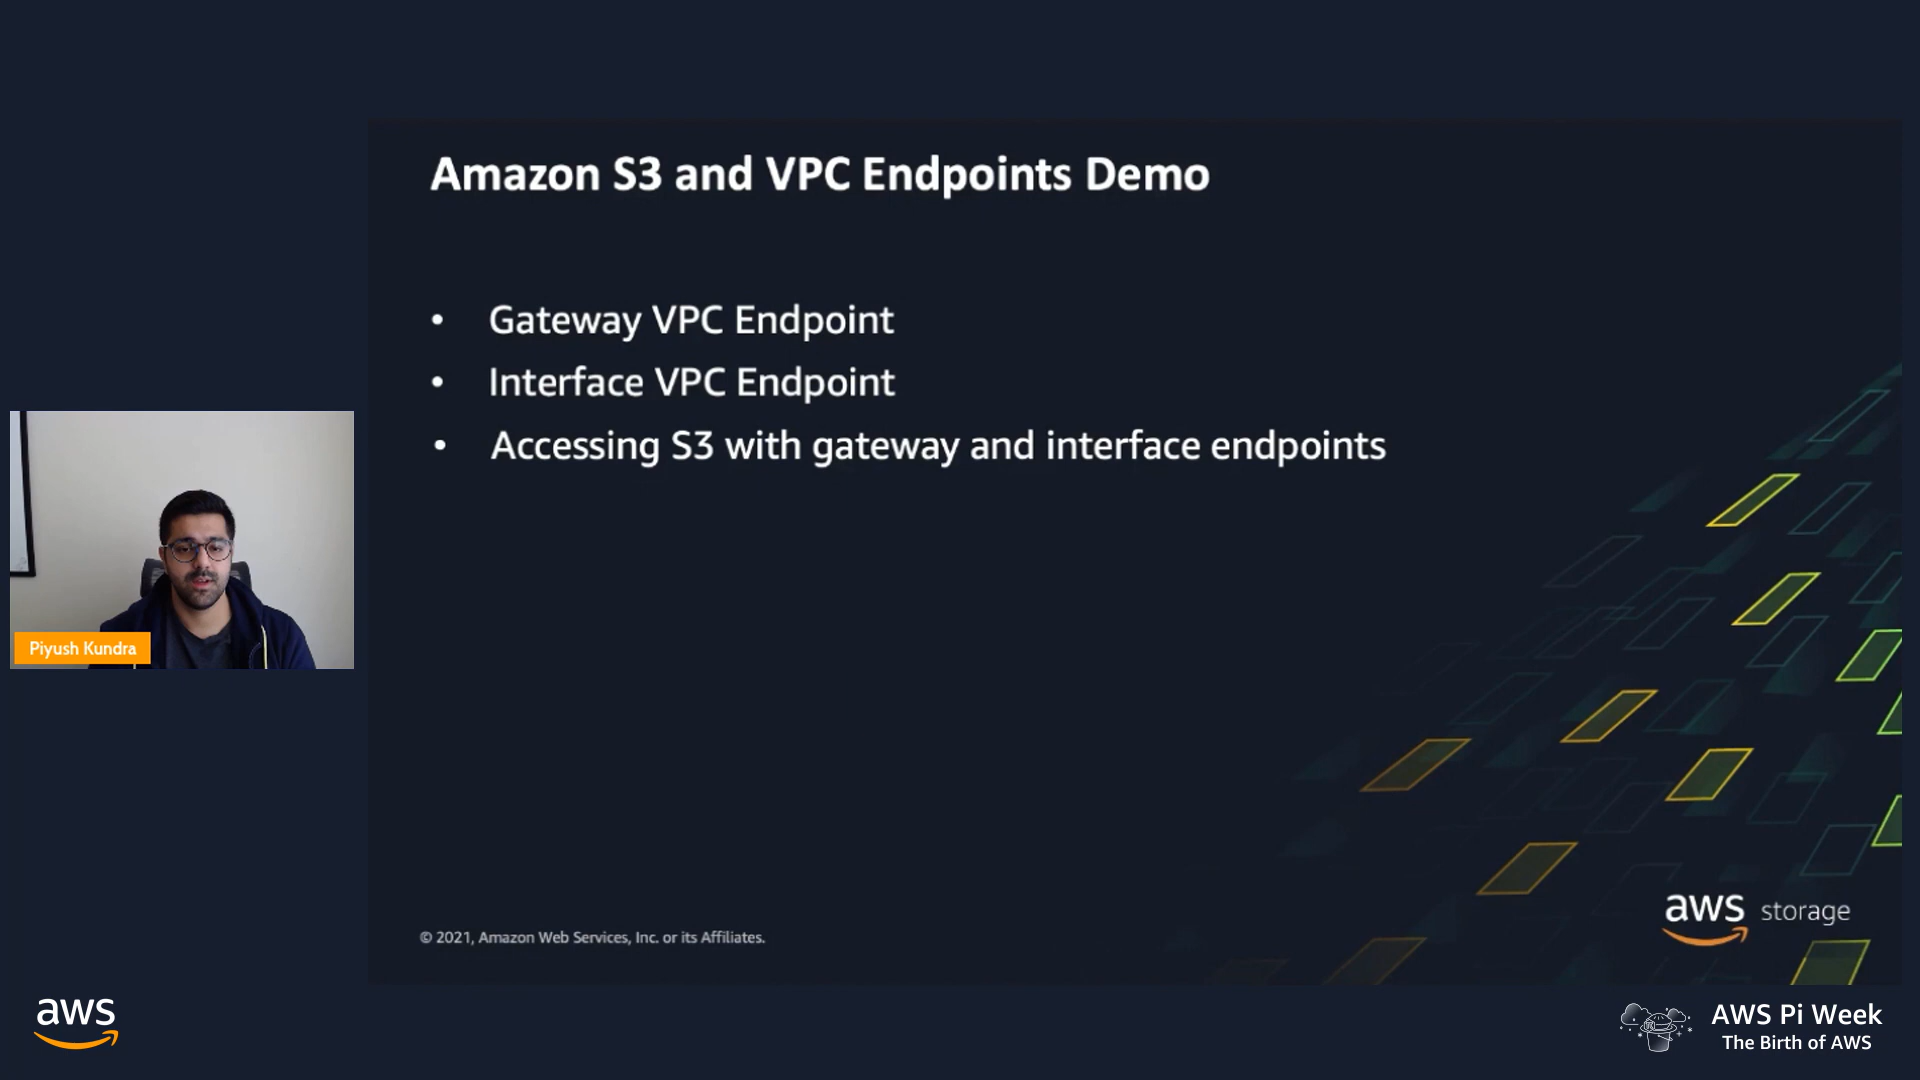 Amazon S3 and VPC Endpoints Demo
• Gateway VPC Endpoint
• Interface VPC Endpoint
• Accessing S3 with gateway and interface endpoints
Piyush Kundra
© 2021, Amazon Web Services, Inc. or its Affiliates.
aws storage
aws
AWS Pi Week
The Birth of AWS